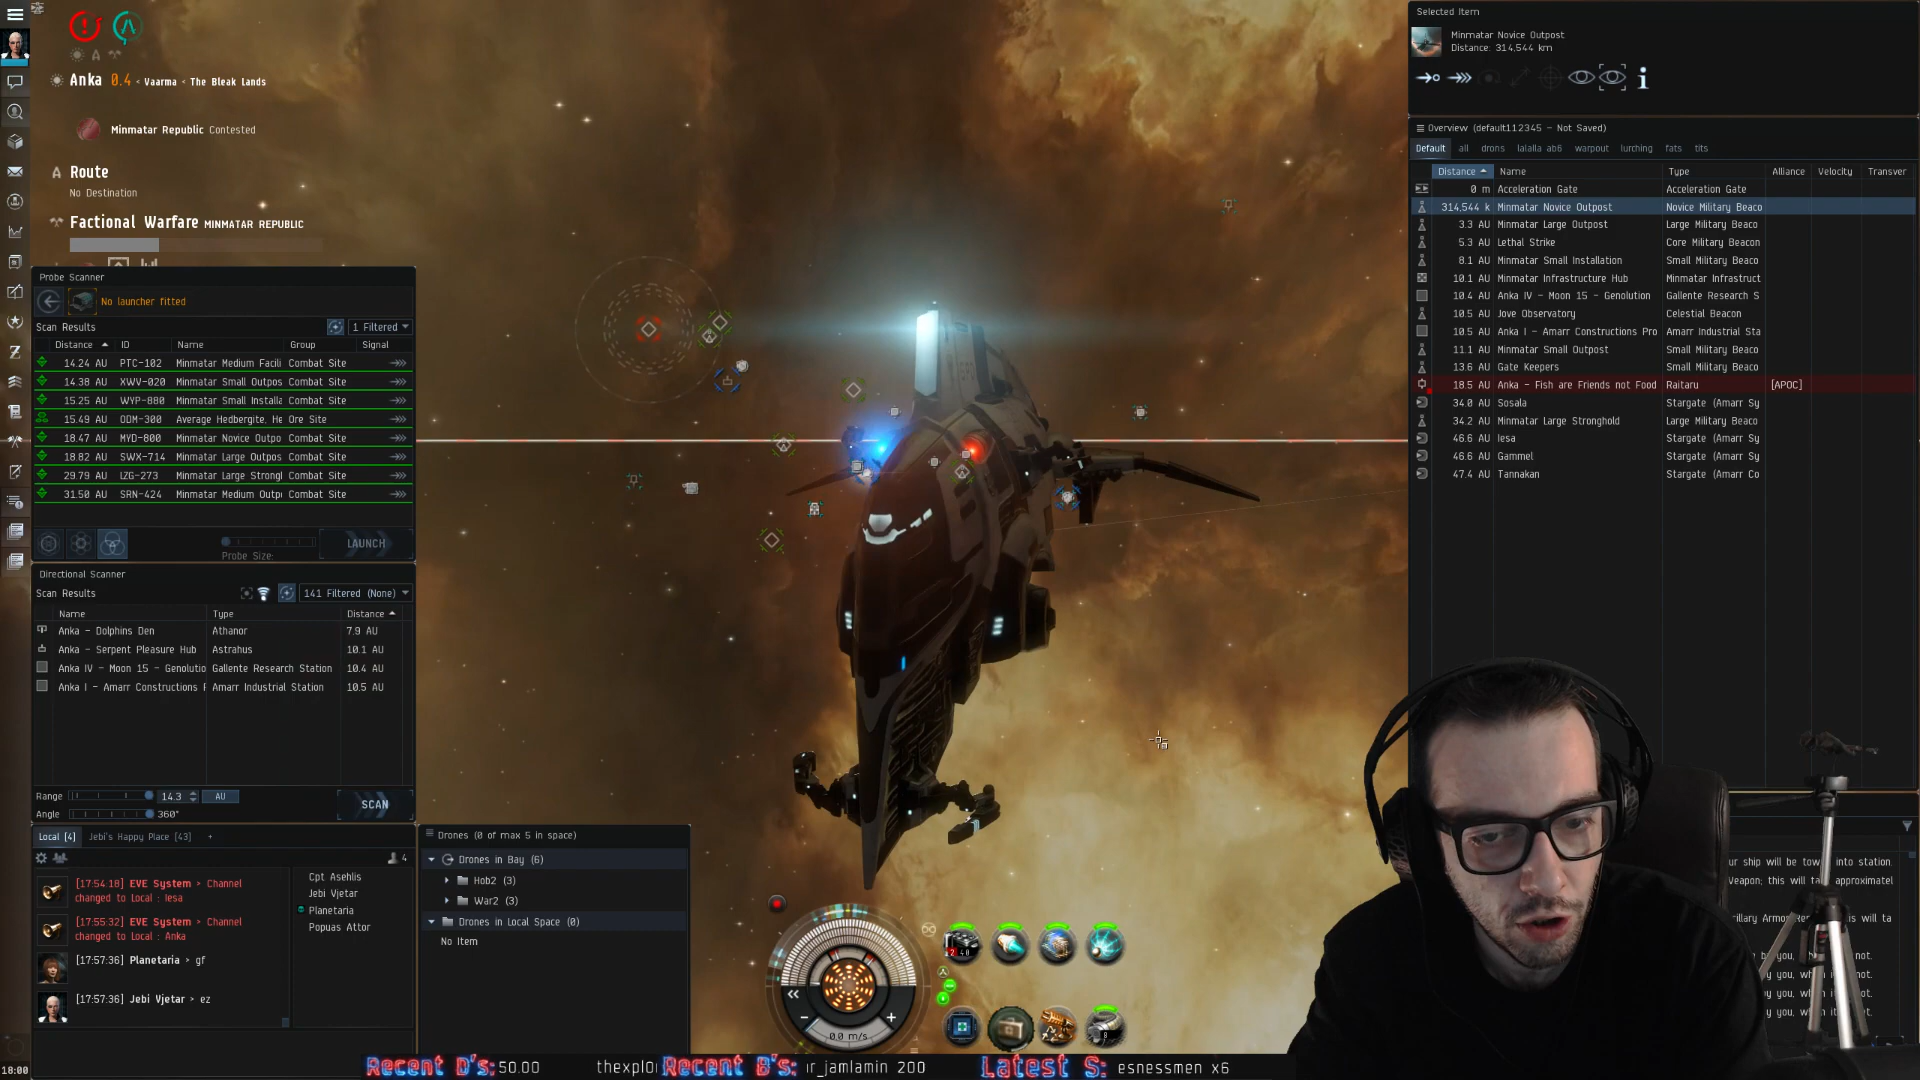 Anka 0.4 < Vaarma < The Bleak Lands
Minmatar Republic Contested
Route
No Destination
Factional Warfare MINMATAR REPUBLIC
Probe Scanner
No launcher fitted
Scan Results
1 Filtered
Distance ID Name Group Signal
14.24 AU PTC-102 Minmatar Medium Facili Combat Site
14.38 AU XWV-020 Minmatar Small Outpos Combat Site
15.25 AU WYP-880 Minmatar Small Installa Combat Site
15.49 AU ODM-300 Average Hedbergite, He Ore Site
18.47 AU MYD-800 Minmatar Novice Outpo Combat Site
18.82 AU SWX-714 Minmatar Large Outpos Combat Site
29.79 AU IZG-273 Minmatar Large Strongl Combat Site
31.50 AU SRN-424 Minmatar Medium Outp Combat Site
Probe Size:
LAUNCH
Directional Scanner
Scan Results
141 Filtered (None)
Name Type Distance
Anka - Dolphins Den Athanor 7.9 AU
Anka - Serpent Pleasure Hub Astrahus 10.1 AU
Anka IV - Moon 15 - Genolutio Gallente Research Station 10.4 AU
Anka I - Amarr Constructions Amarr Industrial Station 10.5 AU
Range 14.3 AU
SCAN
Angle 360°
Local [4] Jebi's Happy Place [43] +
4
[17:54:18] EVE System > Channel
changed to Local : Iesa
[17:55:32] EVE System > Channel
changed to Local : Anka
[17:57:36] Planetaria > gf
[17:57:36] Jebi Vjetar > ez
Cpt Asehlis
Jebi Vjetar
Planetaria
Popuas Attor
18:00
Drones (0 of max 5 in space)
Drones in Bay (6)
Hob2 (3)
War2 (3)
Drones in Local Space (0)
No Item
0.0 m/s
Recent D's: 50.00
thexplo
Recent B's:
r_jamlamin 200
Latest S:
esnessmen x6
Selected Item
Minmatar Novice Outpost
Distance: 314,544 km
Overview (default112345 - Not Saved)
Default all drons lalalla ab6 warpout lurching fats tits
Distance Name Type Alliance Velocity Transver
0 m Acceleration Gate Acceleration Gate
314,544 k Minmatar Novice Outpost Novice Military Beaco
3.3 AU Minmatar Large Outpost Large Military Beaco
5.3 AU Lethal Strike Core Military Beacon
8.1 AU Minmatar Small Installation Small Military Beaco
10.1 AU Minmatar Infrastructure Hub Minmatar Infrastruct
10.4 AU Anka IV - Moon 15 - Genolution Gallente Research S
10.5 AU Jove Observatory Celestial Beacon
10.5 AU Anka I - Amarr Constructions Pro Amarr Industrial Sta
11.1 AU Minmatar Small Outpost Small Military Beaco
13.6 AU Gate Keepers Large Military Beaco
18.5 AU Anka - Fish are Friends not Food Raitaru [APOC]
34.0 AU Sosala Stargate (Amarr Sy
34.2 AU Minmatar Large Stronghold Large Military Beaco
46.6 AU Iesa Stargate (Amarr Sy
46.6 AU Gammel Stargate (Amarr Sy
47.4 AU Tannakan Stargate (Amarr Co